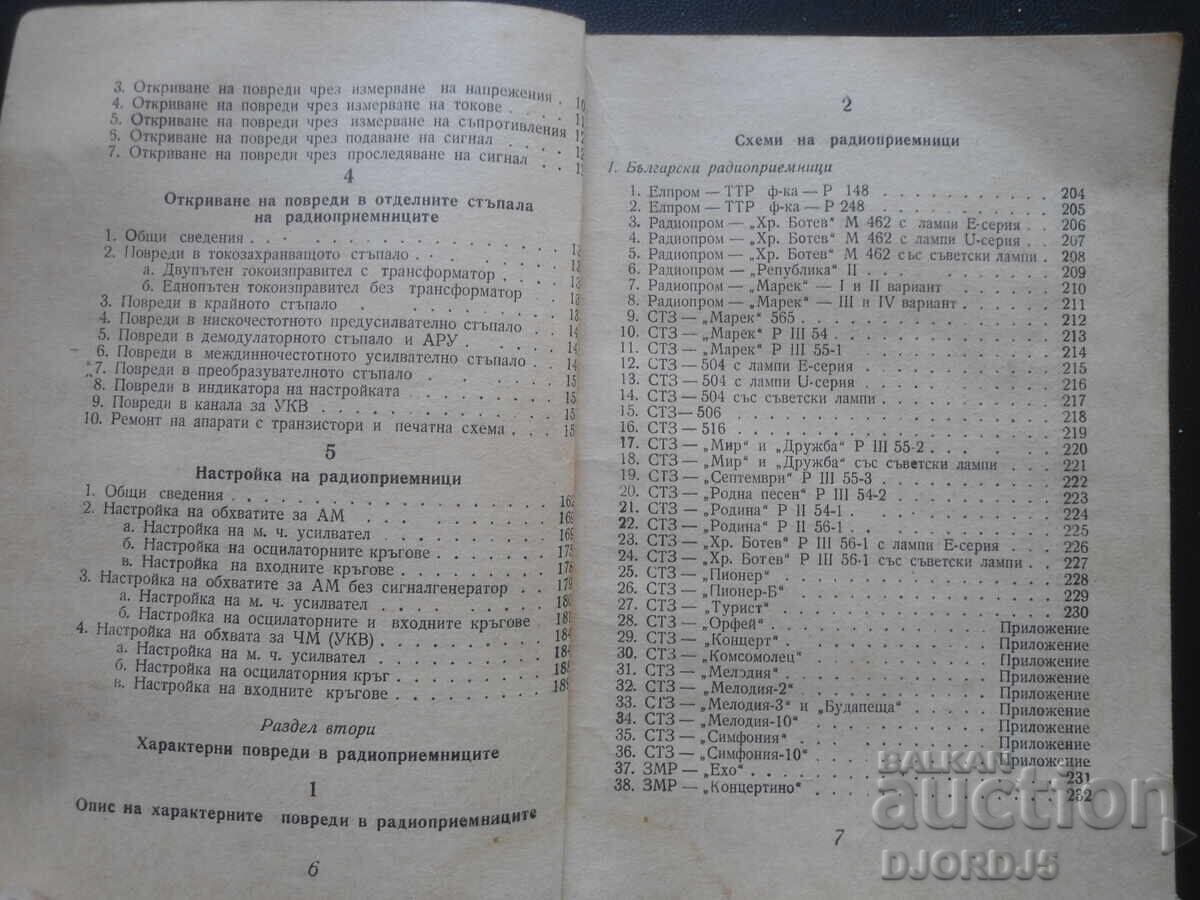 3. Откриване на повреди чрез измерване на напрежения .
4. Откриване на повреди чрез измерване на токове .
5. Откриване на повреди чрез измерване на съпротивления
6. Откриване на повреди чрез подаване на сигнал . .
7. Откриване на повреди чрез проследяване на сигнал . .
4
Откриване на повреди в отделните стъпала
на радиоприемниците
1. Общи сведения
2. Повреди в токозахранващото стъпало
а. Двупътен токоизправител с трансформатор
б. Еднопътен токоизправител без трансформатор
3. Повреди в крайното стъпало
4. Повреди в нискочестотното предусилвателно стъпало
5. Повреди в демодулаторното стъпало и АРУ
6. Повреди в междинночестотното усилвателно стъпало
7. Повреди в преобразувателното стъпало
8. Повреди в индикатора на настройката
9. Повреди в канала за УКВ
10. Ремонт на апарати с транзистори и печатна схема
5
Настройка на радиоприемници
1. Общи сведения
2. Настройка на обхватите за АМ 169
а. Настройка на м. ч. усилвател 169
б. Настройка на осцилаторните кръгове 175
в. Настройка на входните кръгове 178
3. Настройка на обхватите за АМ без сигналгенератор 179
а. Настройка на м. ч. усилвател
б. Настройка на осцилаторните и входните кръгове
4. Настройка на обхвата за ЧМ (УКВ) 184
а. Настройка на м. ч. усилвател 184
б. Настройка на осцилаторния кръг
в. Настройка на входните кръгове
Раздел втори
Характерни повреди в радиоприемниците
1
Опис на характерните повреди в радиоприемниците
6
2
Схеми на радиоприемници
I. Български радиоприемници
1. Елпром — ТТР ф-ка — Р 148 204
2. Елпром — ТТР ф-ка — Р 248 205
3. Радиопром — „Хр. Ботев“ М 462 с лампи Е-серия 206
4. Радиопром — „Хр. Ботев“ М 462 с лампи U-серия 207
5. Радиопром — „Хр. Ботев“ М 462 със съветски лампи 208
6. Радиопром — „Република“ II 209
7. Радиопром — „Марек“ — I и II вариант 210
8. Радиопром — „Марек“ — III и IV вариант 211
9. СТЗ — „Марек“ 565 212
10. СТЗ — „Марек“ Р III 54 213
11. СТЗ — „Марек“ Р III 55-1 214
12. СТЗ — 504 с лампи Е-серия 215
13. СТЗ — 504 с лампи U-серия 216
14. СТЗ — 504 със съветски лампи 217
15. СТЗ — 506 218
16. СТЗ — 516 219
17. СТЗ — „Мир“ и „Дружба“ Р III 55-2 220
18. СТЗ — „Мир“ и „Дружба“ със съветски лампи 221
19. СТЗ — „Септември“ Р III 55-3 222
20. СТЗ — „Родна песен“ Р III 54-2 223
21. СТЗ — „Родина“ Р II 54-1 224
22. СТЗ — „Родина“ Р II 56-1 225
23. СТЗ — „Хр. Ботев“ Р III 56-1 с лампи Е-серия 226
24. СТЗ — „Хр. Ботев“ Р III 56-1 със съветски лампи 227
25. СТЗ — „Пионер“ 228
26. СТЗ — „Пионер-Б“ 229
27. СТЗ — „Турист“ 230
28. СТЗ — „Орфей“ Приложение
29. СТЗ — „Концерт“ Приложение
30. СТЗ — „Комсомолец“ Приложение
31. СТЗ — „Мелодия“ Приложение
32. СТЗ — „Мелодия-2“ Приложение
33. СТЗ — „Мелодия-3“ и „Будапеща“ Приложение
34. СТЗ — „Мелодия-10“ Приложение
35. СТЗ — „Симфония“ Приложение
36. СТЗ — „Симфония-10“ Приложение
37. ЗМР — „Ехо“ 231
38. ЗМР — „Концертино“ 232
7
BALKAN
auction
DJORDJ5